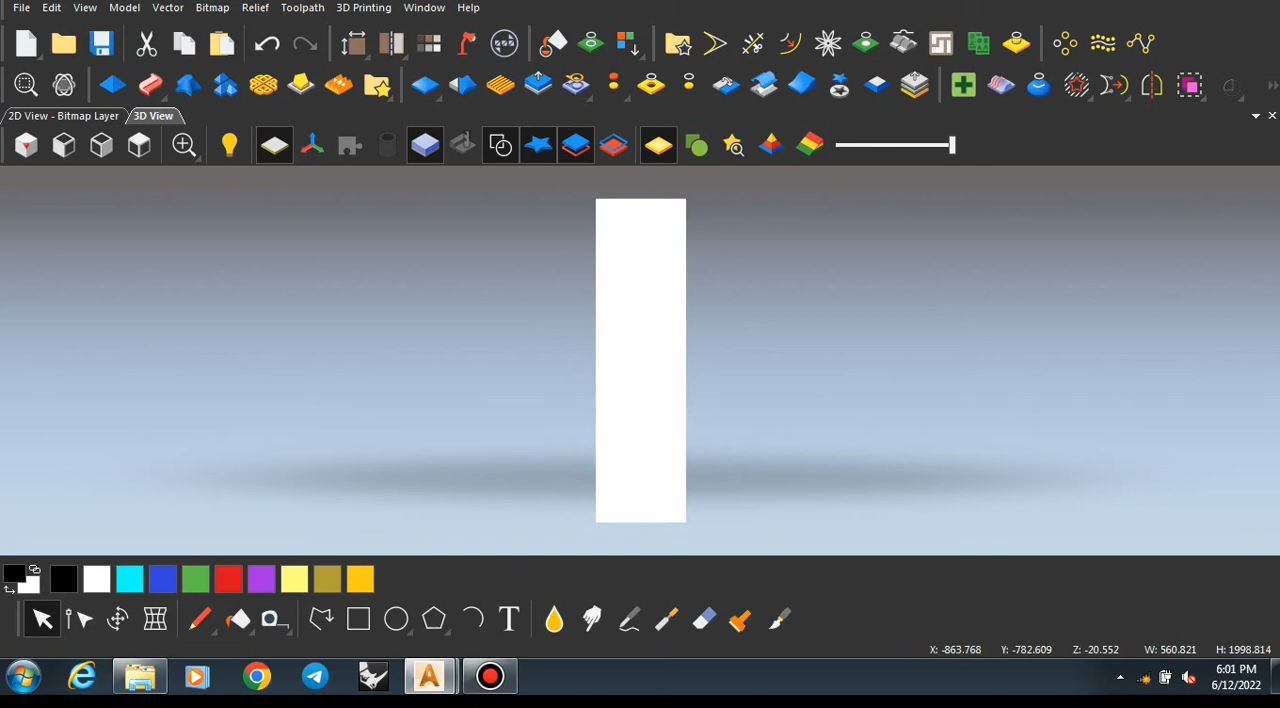 File Edit View Model Vector Bitmap Relief Toolpath 3D Printing Window Help
2D View - Bitmap Layer 3D View
X: -863.768 Y: -782.609 Z: -20.552 W: 560.821 H: 1998.814
6:01 PM
6/12/2022